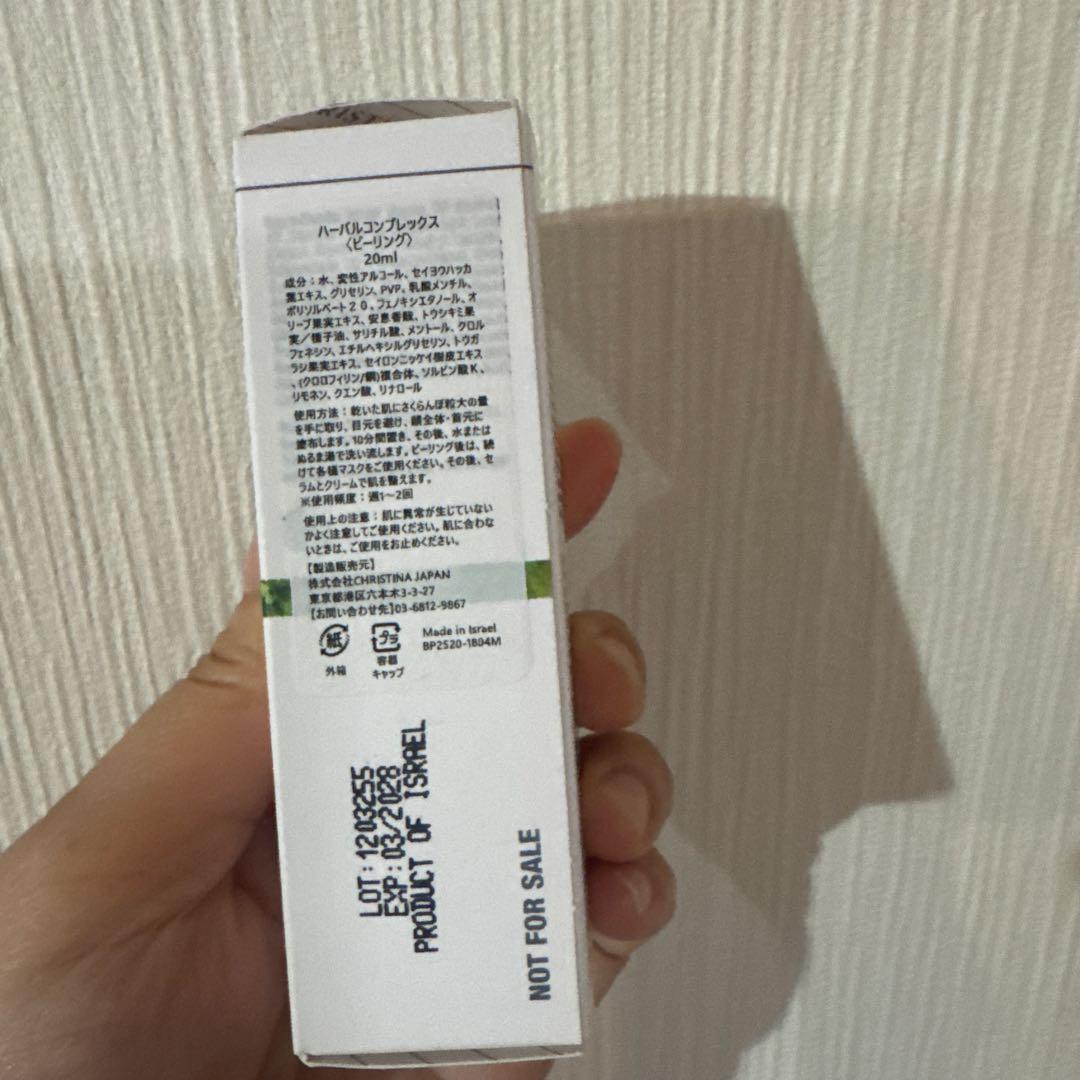 ハーバルコンプレックス
〈ピーリング〉
20ml
成分：水、変性アルコール、セイヨウハッカ
葉エキス、グリセリン、PVP、乳酸メンチル、
ポリソルベート２０、フェノキシエタノール、オ
リーブ果実エキス、安息香酸、トウシキミ果
実／種子油、サリチル酸、メントール、クロル
フェネシン、エチルヘキシルグリセリン、トウガ
ラシ果実エキス、セイロンニッケイ樹皮エキス
、(クロロフィリン/銅)複合体、ソルビン酸Ｋ、
リモネン、クエン酸、リナロール
使用方法：乾いた肌にさくらんぼ粒大の量
を手に取り、目元を避け、顔全体・首元に
塗布します。10分間置き、その後、水または
ぬるま湯で洗い流します。ピーリング後は、続
けて各種マスクをご使用ください。その後、セ
ラムとクリームで肌を整えます。
※使用頻度：週1～2回
使用上の注意：肌に異常が生じていない
かよく注意してご使用ください。肌に合わな
いときは、ご使用をお止めください。
【製造販売元】
株式会社CHRISTINA JAPAN
東京都港区六本木3-3-27
【お問い合わせ先】03-6812-9867
紙
外箱
プラ
容器
キャップ
Made in Israel
BP2520-1804M
LOT:1203255
EXP:03/2028
PRODUCT OF ISRAEL
NOT FOR SALE